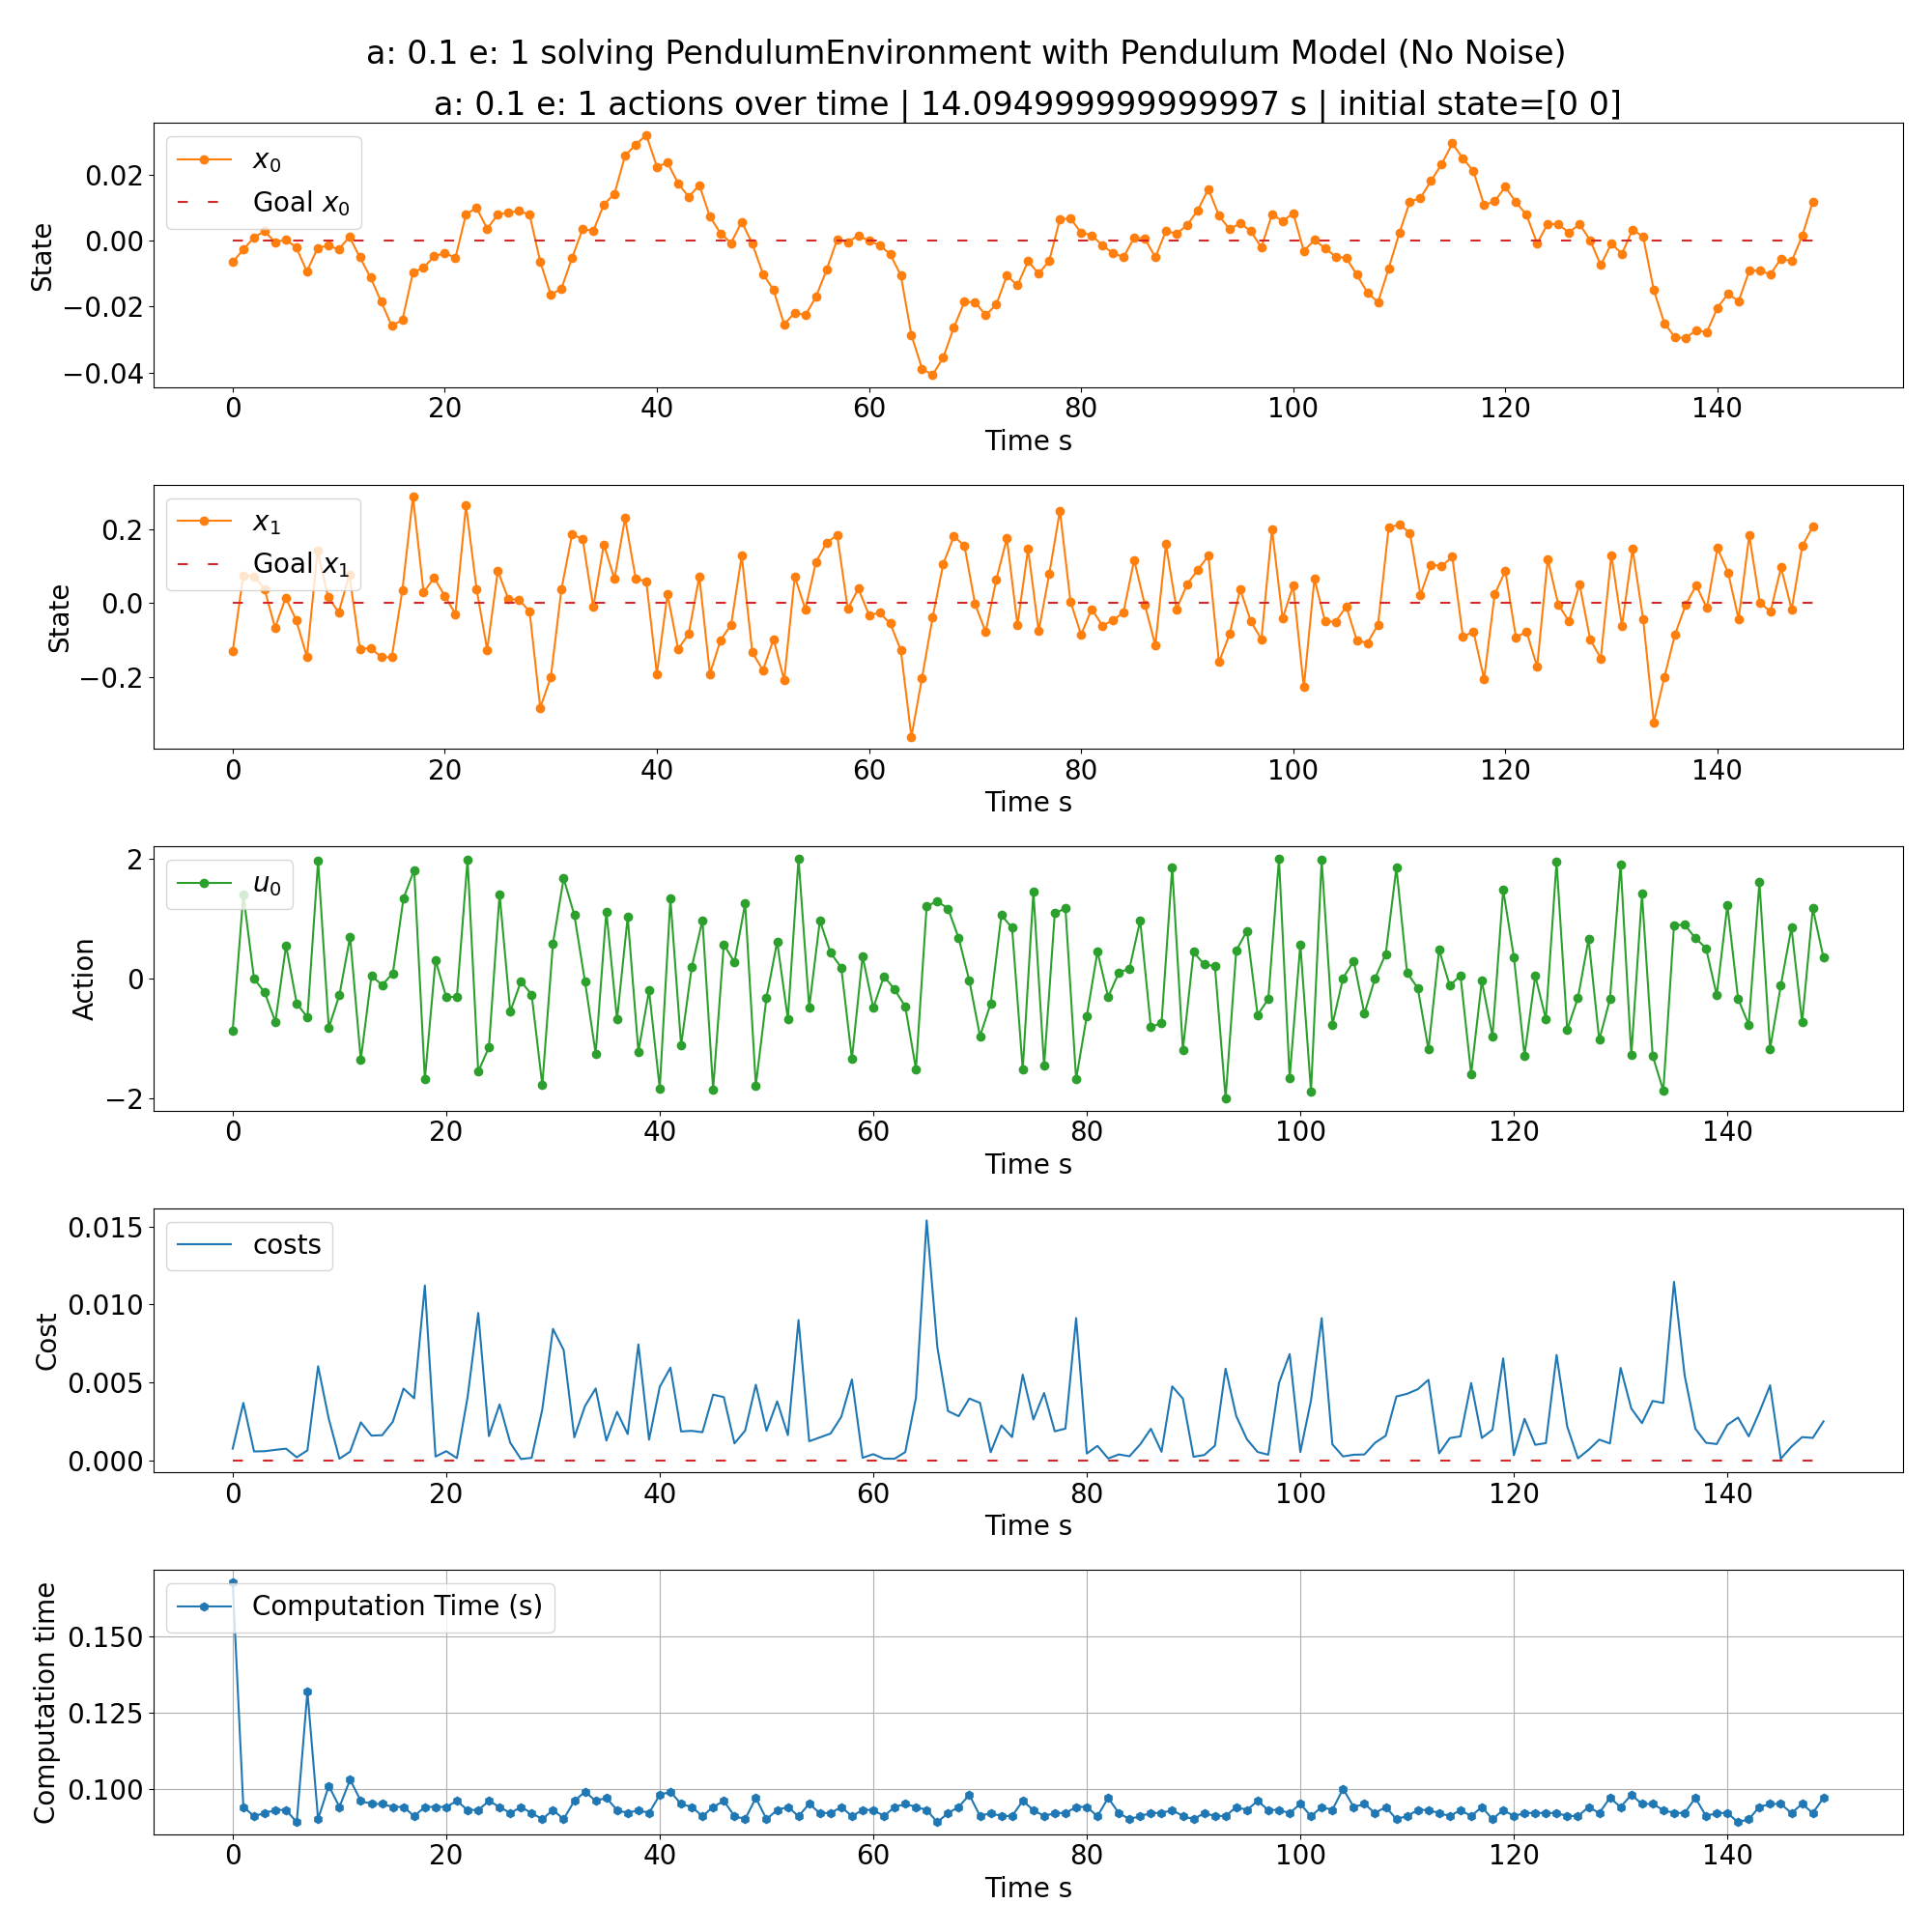 a: 0.1 e: 1 solving PendulumEnvironment with Pendulum Model (No Noise)
a: 0.1 e: 1 actions over time | 14.094999999999997 s | initial state=[0 0]
x0
Goal x0
State
0.02
0.00
−0.02
−0.04
0 20 40 60 80 100 120 140
Time s
x1
Goal x1
State
0.2
0.0
−0.2
0 20 40 60 80 100 120 140
Time s
u0
Action
2
0
−2
0 20 40 60 80 100 120 140
Time s
costs
Cost
0.015
0.010
0.005
0.000
0 20 40 60 80 100 120 140
Time s
Computation Time (s)
Computation time
0.150
0.125
0.100
0 20 40 60 80 100 120 140
Time s